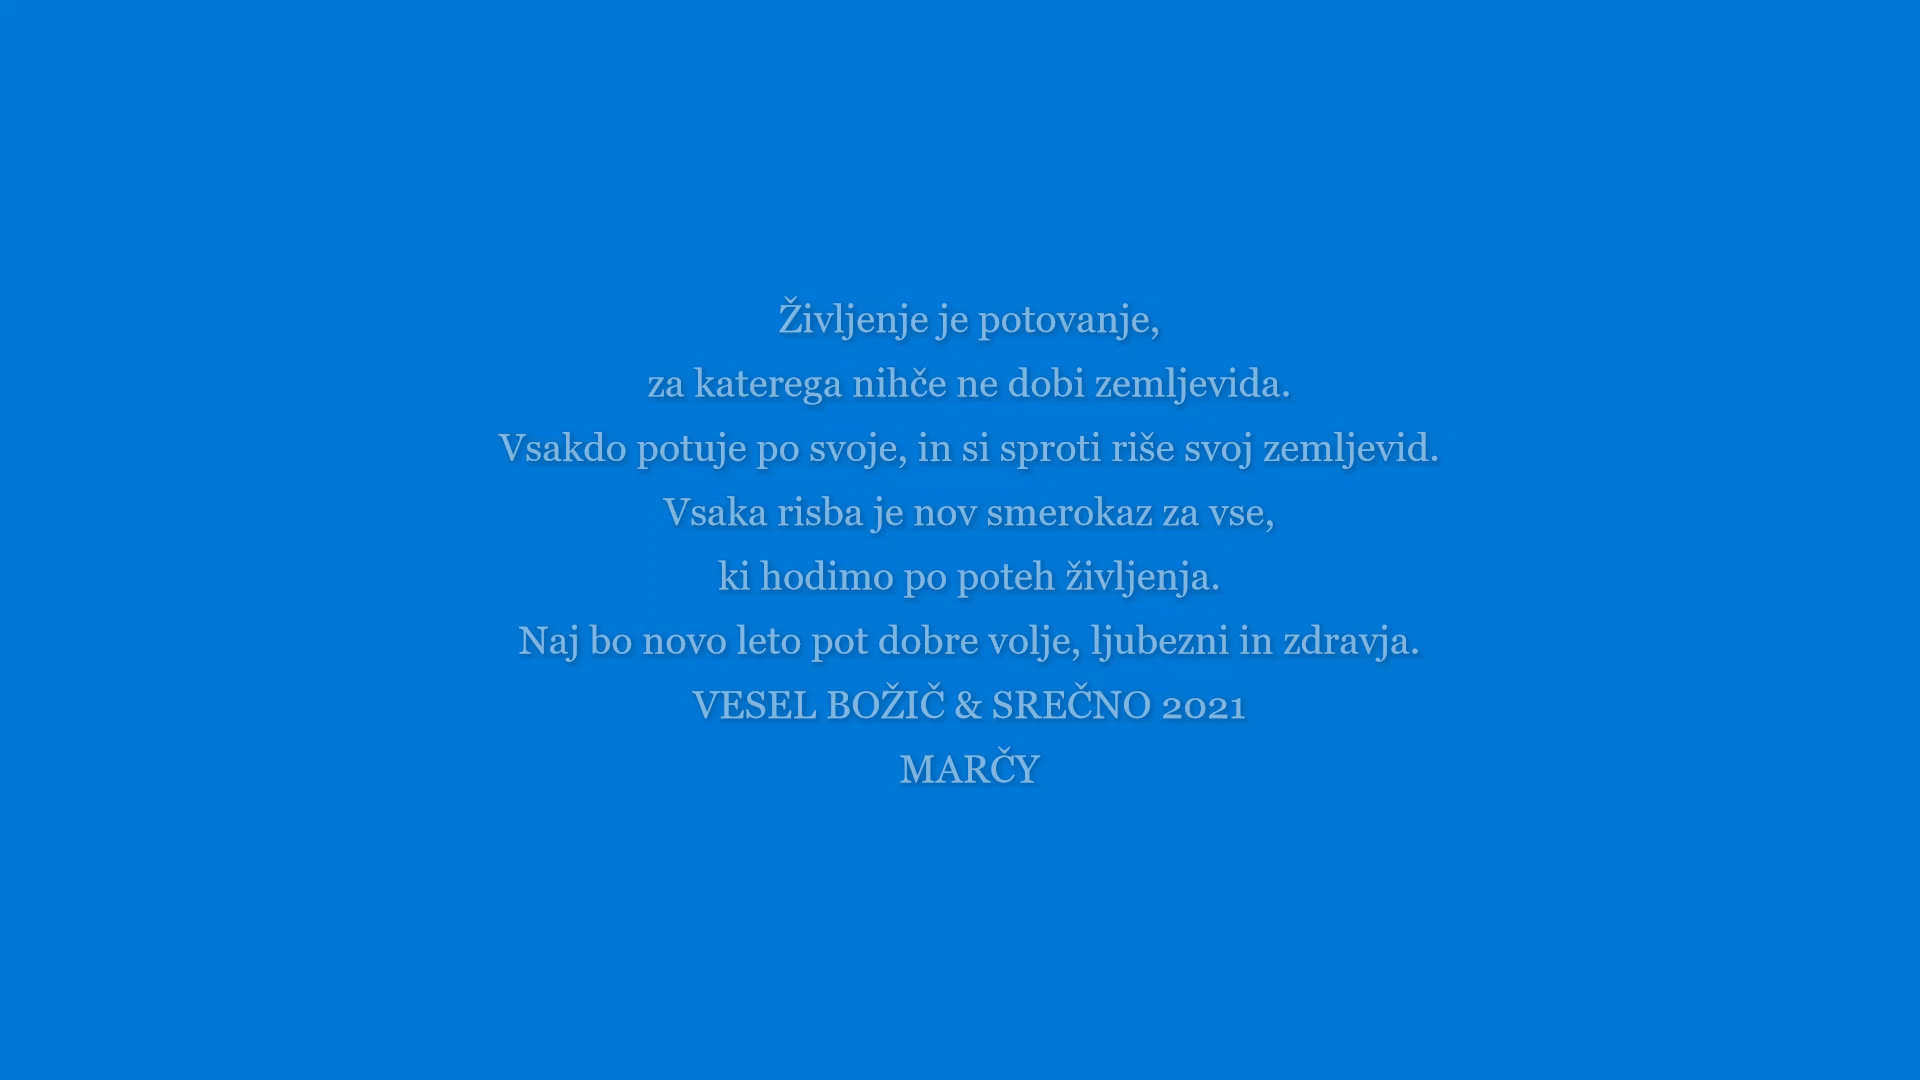 Življenje je potovanje,
za katerega nihče ne dobi zemljevida.
Vsakdo potuje po svoje, in si sproti riše svoj zemljevid.
Vsaka risba je nov smerokaz za vse,
ki hodimo po poteh življenja.
Naj bo novo leto pot dobre volje, ljubezni in zdravja.
VESEL BOŽIČ & SREČNO 2021
MARČY